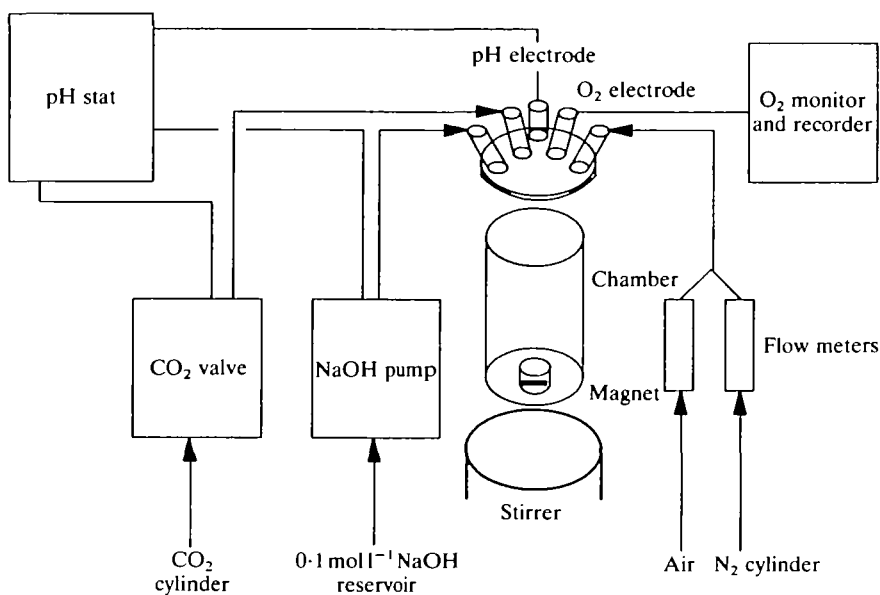 pH stat
pH electrode
O₂ electrode
O₂ monitor
and recorder
Chamber
CO₂ valve
NaOH pump
Flow meters
Magnet
Stirrer
CO₂
cylinder
0·1 mol l⁻¹ NaOH
reservoir
Air
N₂ cylinder